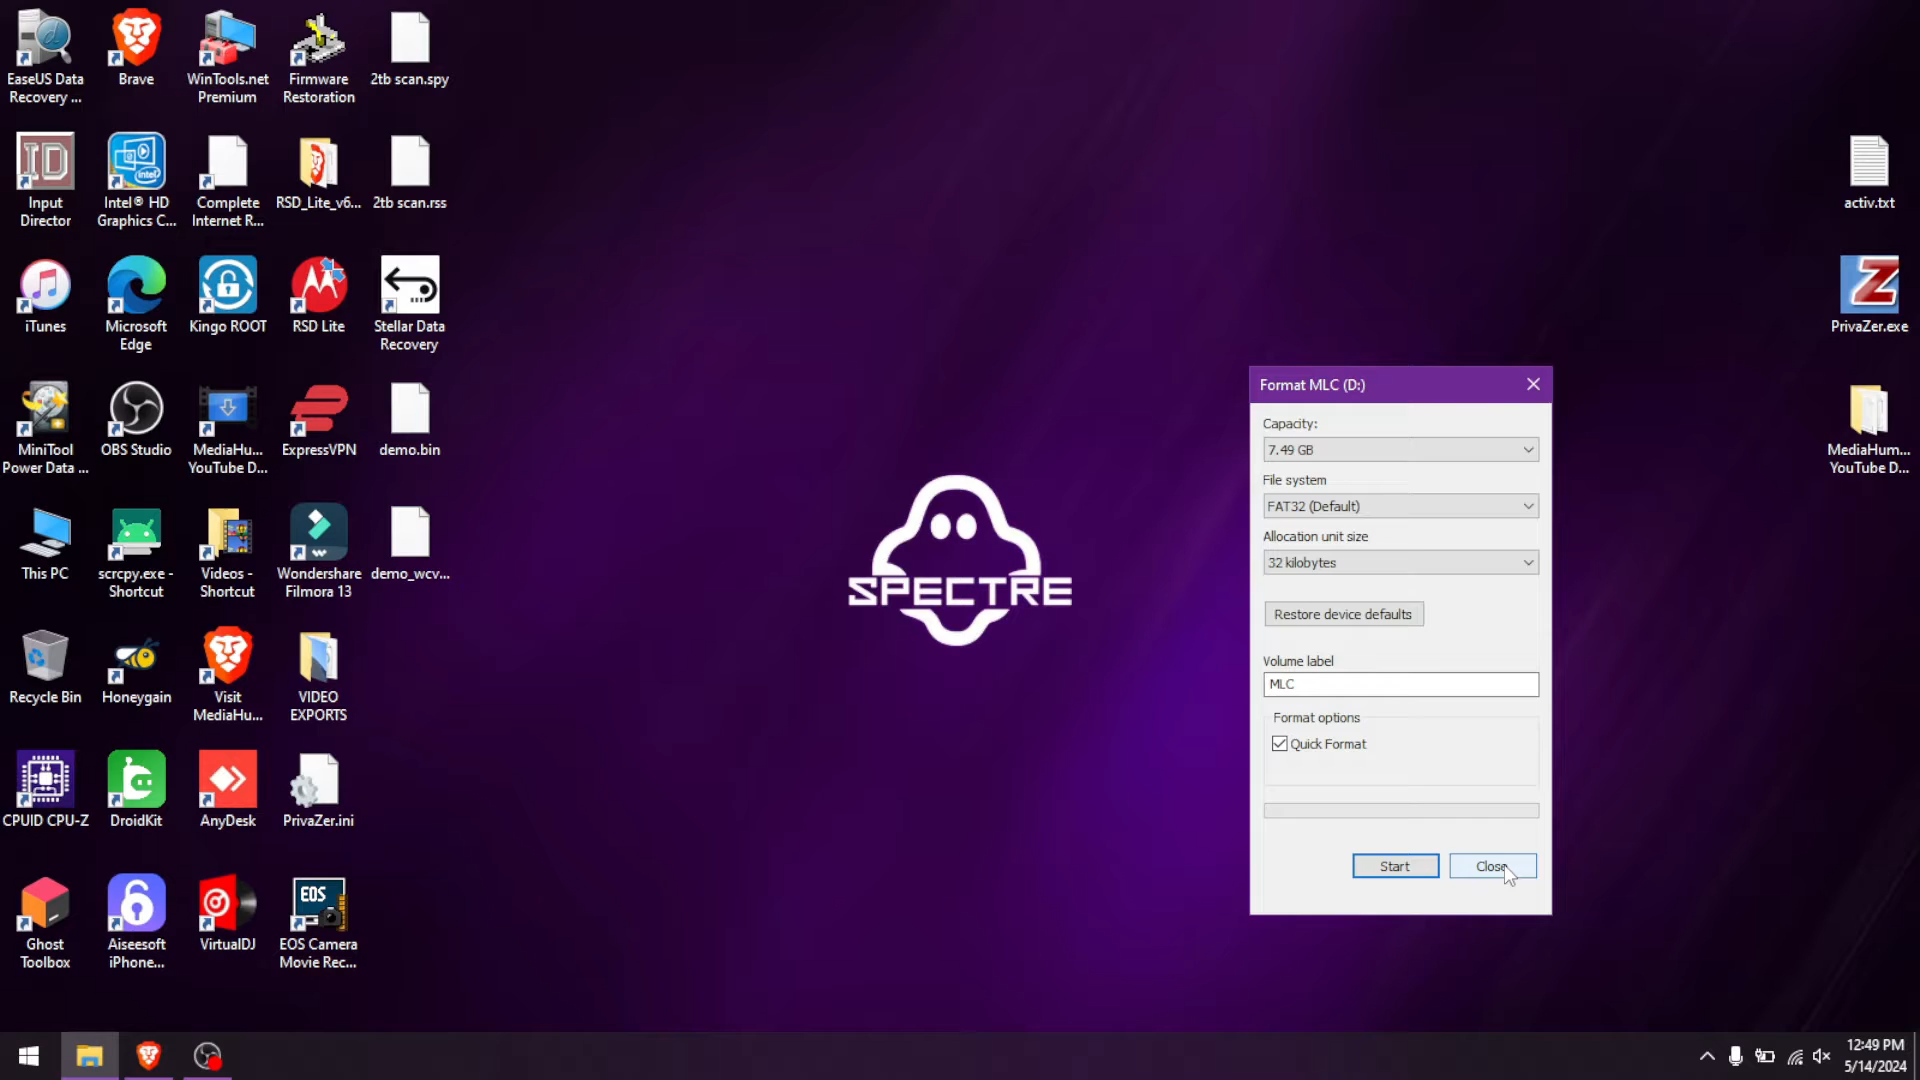 EaseUS Data
Recovery ...
Brave
WinTools.net
Premium
Firmware
Restoration
2tb scan.spy
ID
Input
Director
intel
Intel® HD
Graphics C...
Complete
Internet R...
RSD_Lite_v6...
2tb scan.rss
iTunes
Microsoft
Edge
Kingo ROOT
RSD Lite
Stellar Data
Recovery
MiniTool
Power Data ...
OBS Studio
MediaHu...
YouTube D...
ExpressVPN
demo.bin
This PC
scrcpy.exe -
Shortcut
Videos -
Shortcut
Wondershare
Filmora 13
demo_wcv...
Recycle Bin
Honeygain
Visit
MediaHu...
VIDEO
EXPORTS
CPUID CPU-Z
DroidKit
AnyDesk
PrivaZer.ini
Ghost
Toolbox
Aiseesoft
iPhone...
VirtualDJ
EOS
EOS Camera
Movie Rec...
SPECTRE
Format MLC (D:)
Capacity:
7.49 GB
File system
FAT32 (Default)
Allocation unit size
32 kilobytes
Restore device defaults
Volume label
MLC
Format options
Quick Format
Start
Close
activ.txt
Z
PrivaZer.exe
MediaHum...
YouTube D...
12:49 PM
5/14/2024